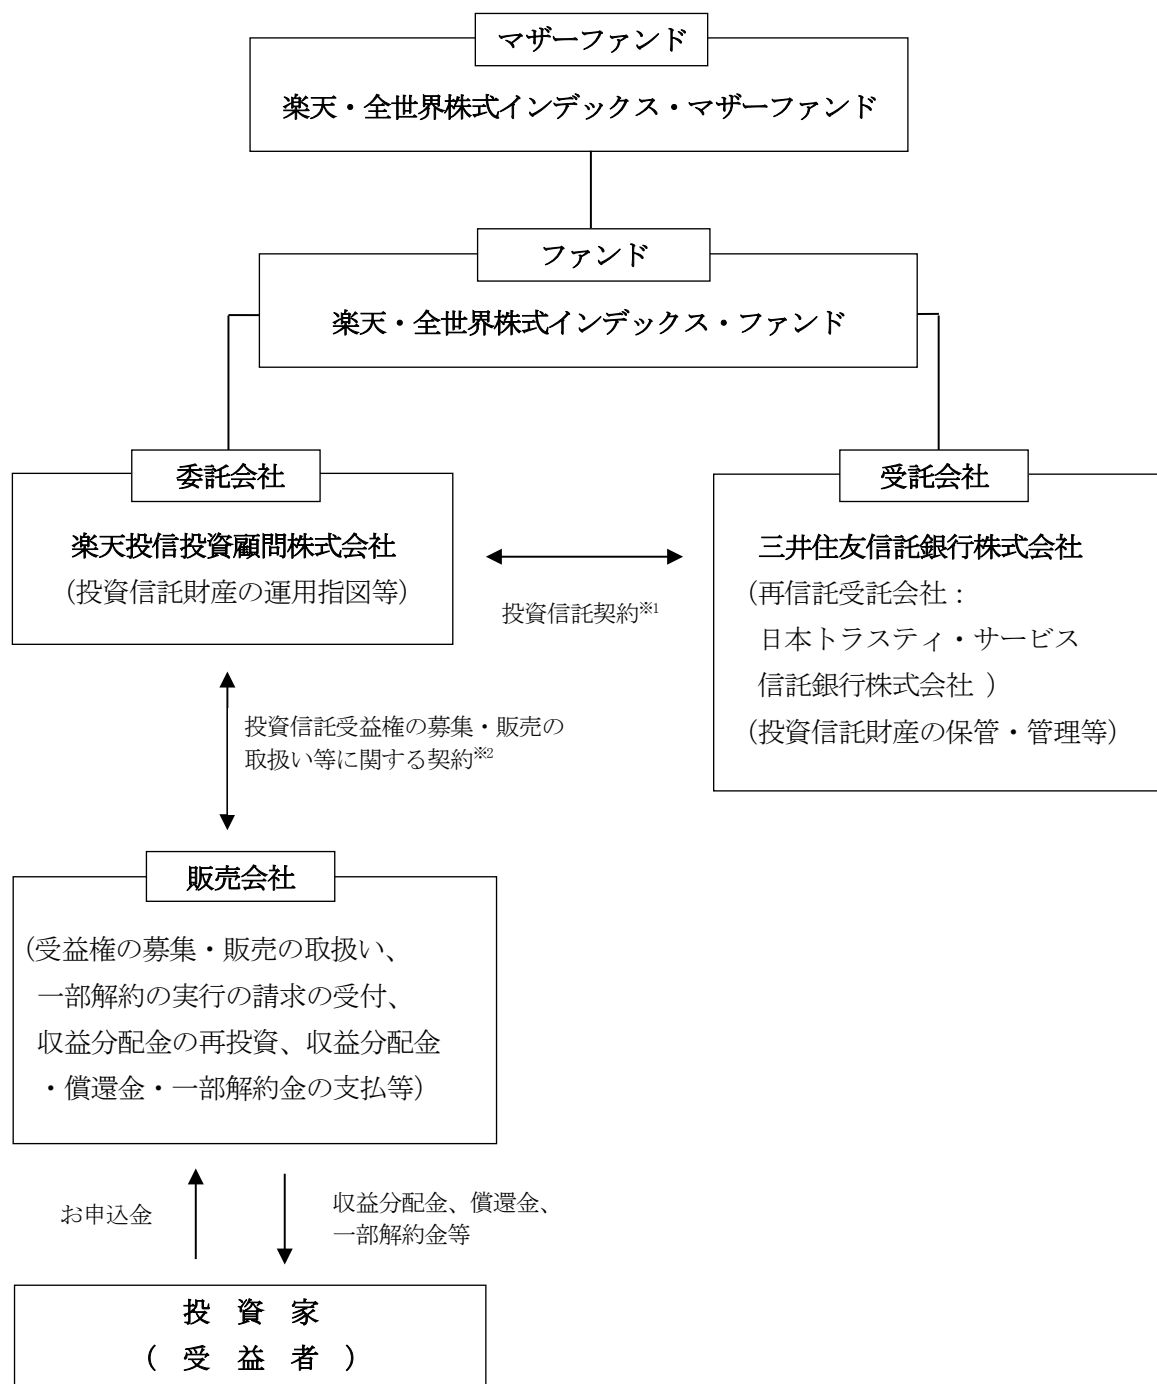 マザーファンド
楽天・全世界株式インデックス・マザーファンド
ファンド
楽天・全世界株式インデックス・ファンド
委託会社
楽天投信投資顧問株式会社
(投資信託財産の運用指図等)
投資信託契約※1
受託会社
三井住友信託銀行株式会社
(再信託受託会社:
日本トラスティ・サービス
信託銀行株式会社 )
(投資信託財産の保管・管理等)
投資信託受益権の募集・販売の
取扱い等に関する契約※2
販売会社
(受益権の募集・販売の取扱い、
一部解約の実行の請求の受付、
収益分配金の再投資、収益分配金
・償還金・一部解約金の支払等)
お申込金
収益分配金、償還金、
一部解約金等
投 資 家
( 受 益 者 )